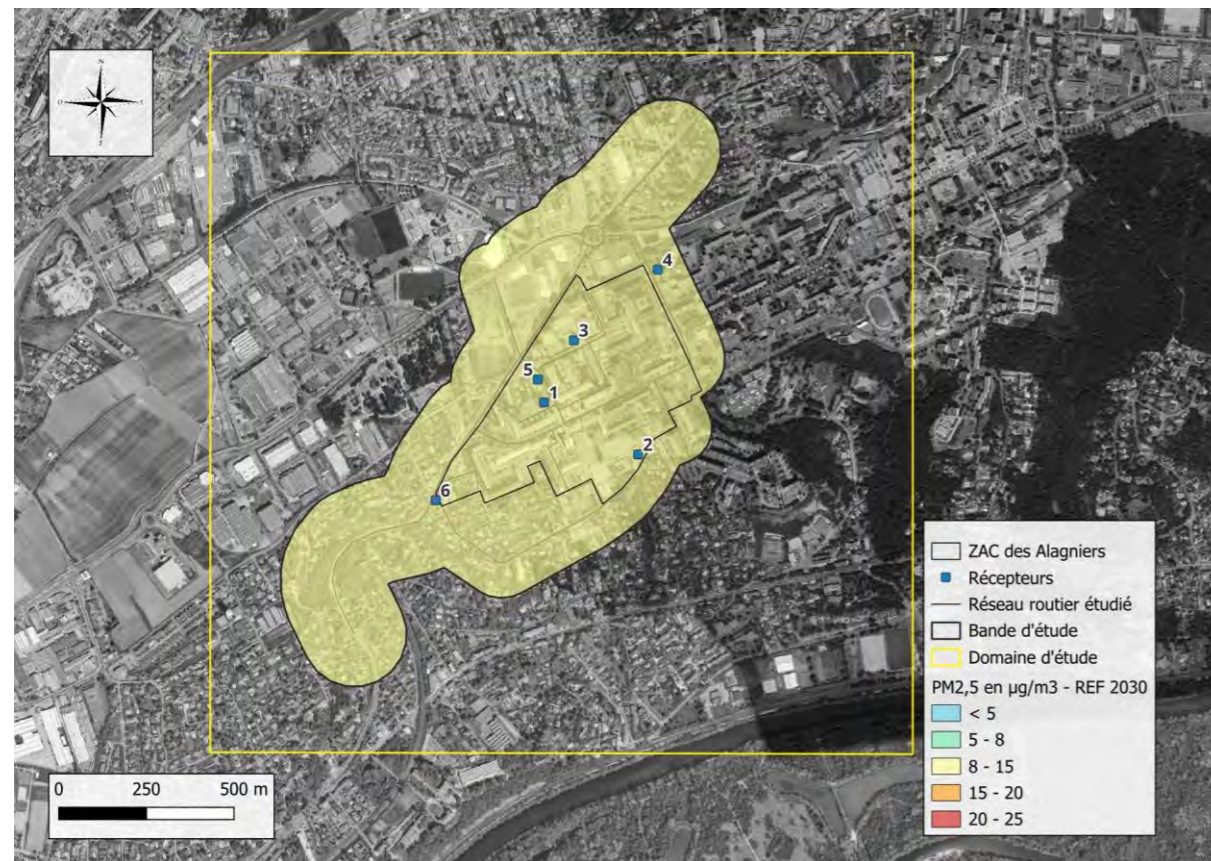 N
O
E
S
4
3
5
1
2
6
ZAC des Alagniers
Récepteurs
Réseau routier étudié
Bande d'étude
Domaine d'étude
PM2,5 en µg/m3 - REF 2030
< 5
5 - 8
8 - 15
15 - 20
20 - 25
0 250 500 m